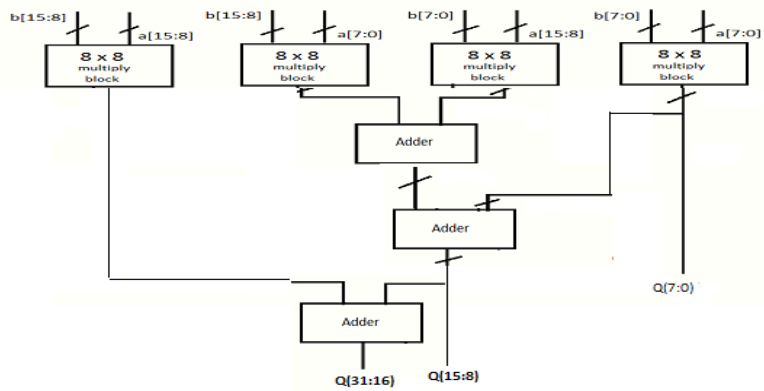 b[15:8]
a[15:8]
b[15:8]
a[7:0]
b[7:0]
a[15:8]
b[7:0]
a[7:0]
8 x 8
multiply
block
8 x 8
multiply
block
8 x 8
multiply
block
8 x 8
multiply
block
Adder
Adder
Q(7:0)
Adder
Q(31:16)
Q(15:8)